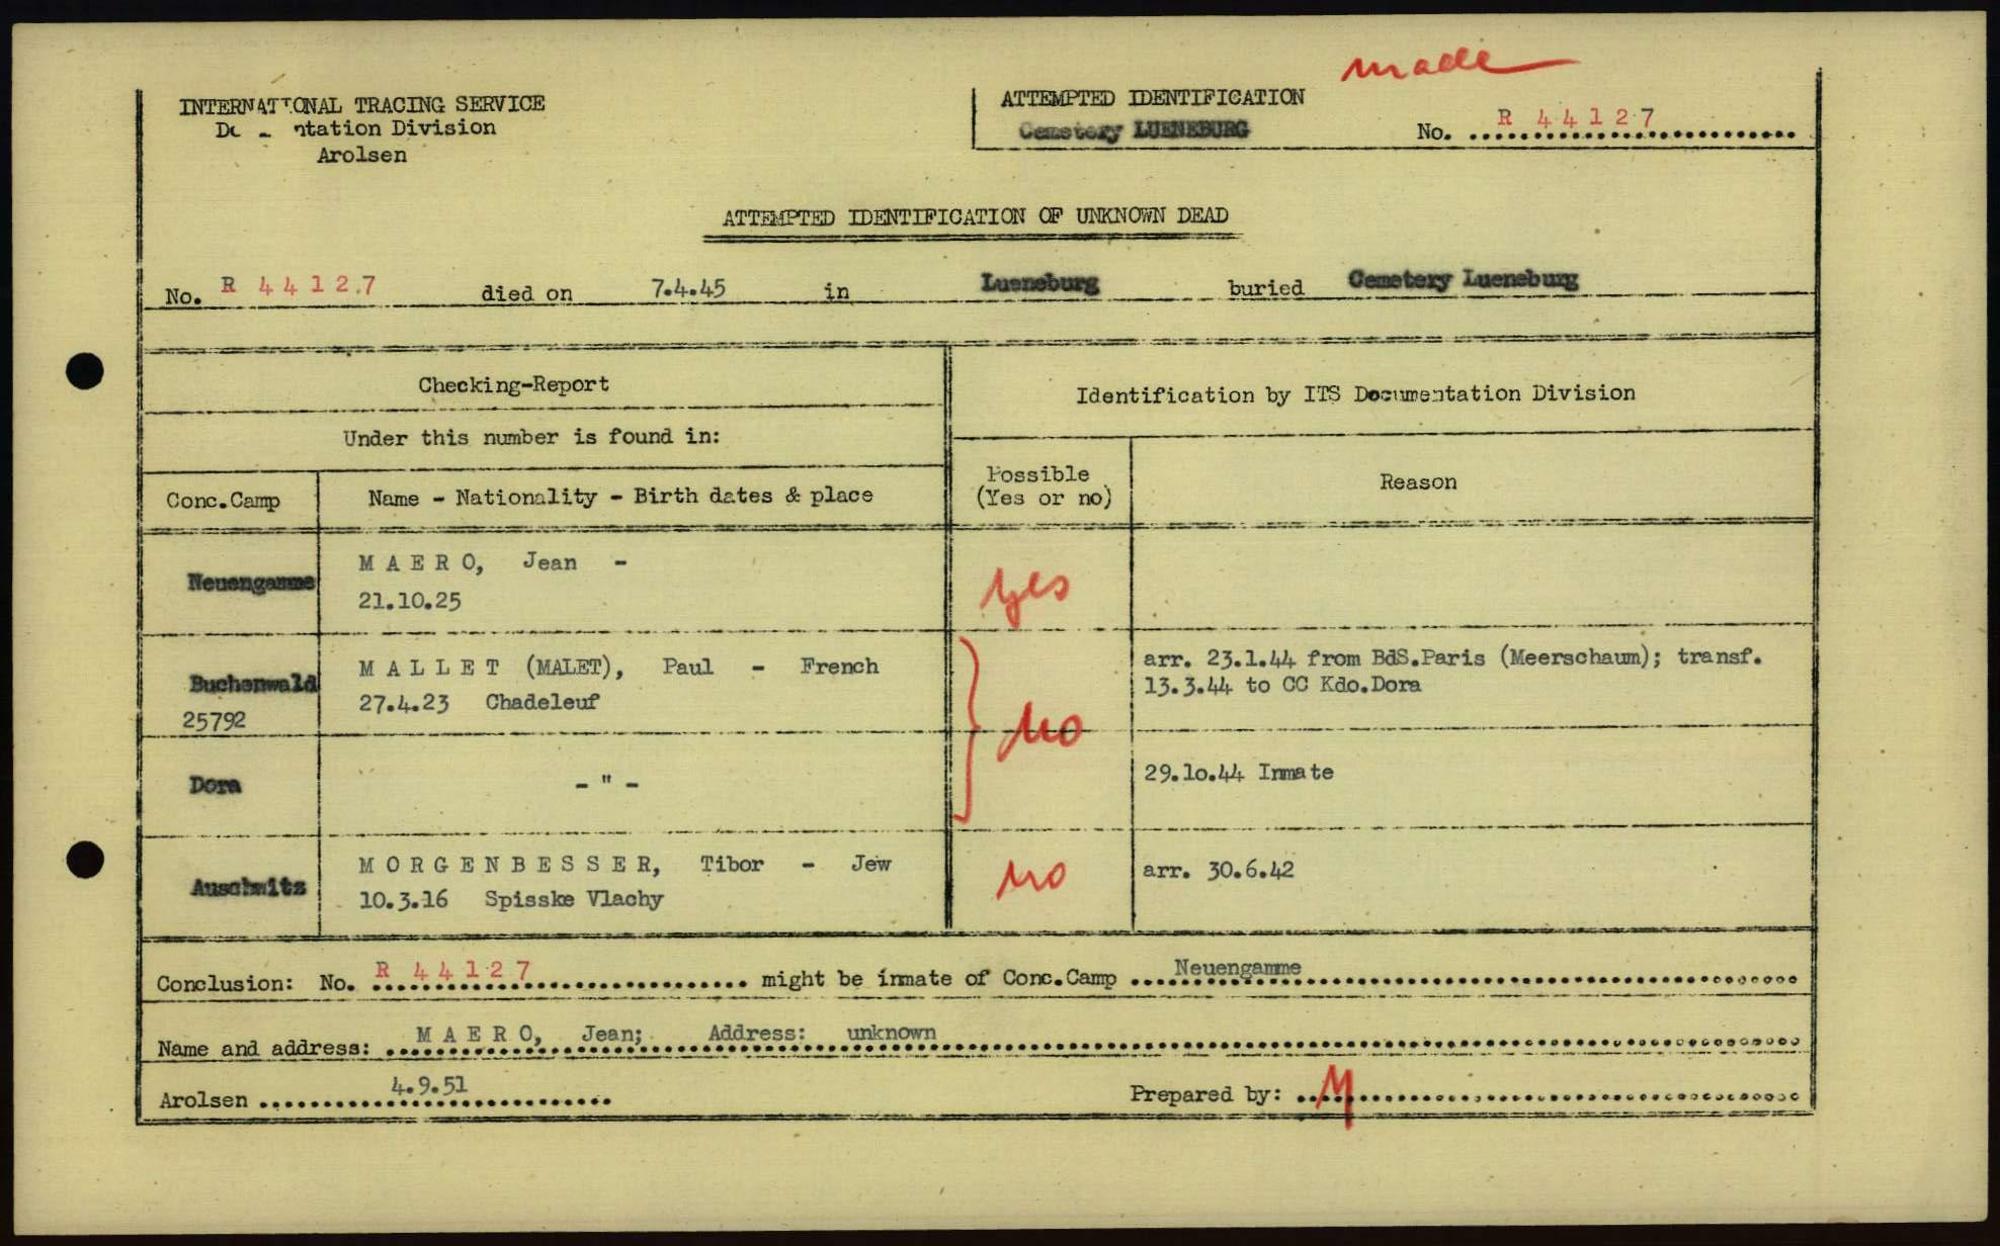 made
INTERNATIONAL TRACING SERVICE
ntation Division
Arolsen
ATTEMPTED IDENTIFICATION
Cemetery LUENEBURG
No. R 44127
ATTEMPTED IDENTIFICATION OF UNKNOWN DEAD
No. R 44127 died on 7.4.45 in Lueneburg buried Cemetery Lueneburg
Checking-Report
Identification by ITS Documentation Division
Under this number is found in:
Conc.Camp
Name - Nationality - Birth dates & place
Possible
(Yes or no)
Reason
Neuengamme
M A E R O, Jean -
21.10.25
yes
Buchenwald
25792
M A L L E T (MALET), Paul - French
27.4.23 Chadeleuf
no
arr. 23.1.44 from BdS.Paris (Meerschaum); transf.
13.3.44 to CC Kdo.Dora
Dora
- " -
29.10.44 Inmate
Auschwitz
M O R G E N B E S S E R, Tibor - Jew
10.3.16 Spisske Vlachy
no
arr. 30.6.42
Conclusion: No. R 44127 might be inmate of Conc.Camp Neuengamme
Name and address: M A E R O, Jean; Address: unknown
Arolsen 4.9.51
Prepared by: M